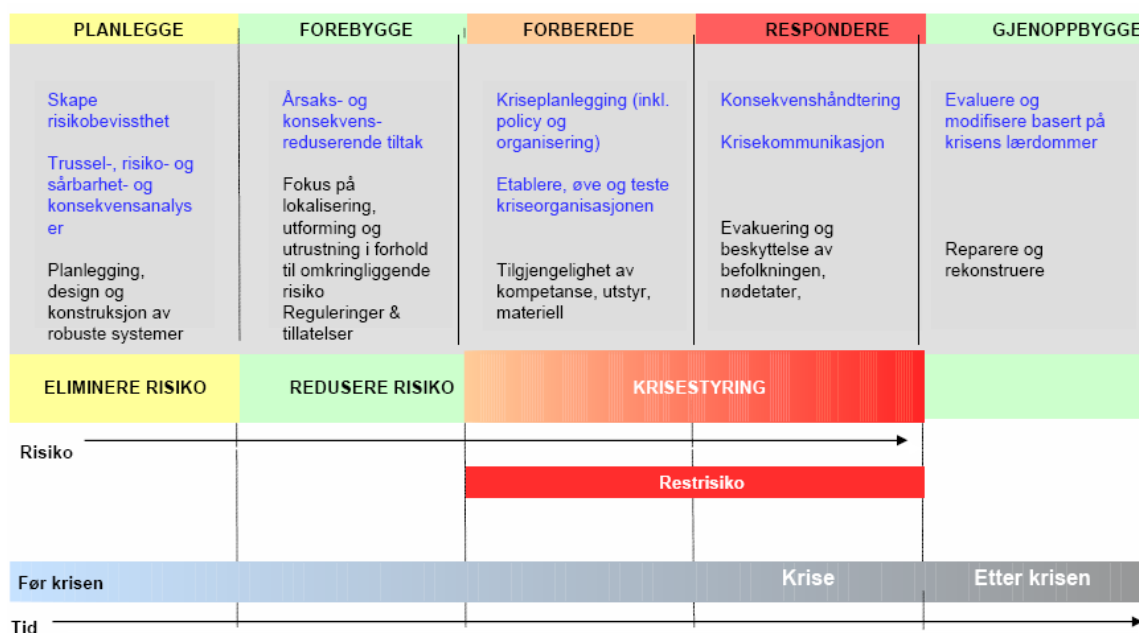 PLANLEGGE
FOREBYGGE
FORBEREDE
RESPONDERE
GJENOPPBYGGE
Skape
risikobevissthet
Trussel-, risiko- og
sårbarhet- og
konsekvensanalys
er
Planlegging,
design og
konstruksjon av
robuste systemer
Årsaks- og
konsekvens-
reduserende tiltak
Fokus på
lokalisering,
utforming og
utrustning i forhold
til omkringliggende
risiko
Reguleringer &
tillatelser
Kriseplanlegging (inkl.
policy og
organisering)
Etablere, øve og teste
kriseorganisasjonen
Tilgjengelighet av
kompetanse, utstyr,
materiell
Konsekvenshåndtering
Krisekommunikasjon
Evakuering og
beskyttelse av
befolkningen,
nødetater,
Evaluere og
modifisere basert på
krisens lærdommer
Reparere og
rekonstruere
ELIMINERE RISIKO
REDUSERE RISIKO
KRISESTYRING
Risiko
Restrisiko
Før krisen
Krise
Etter krisen
Tid